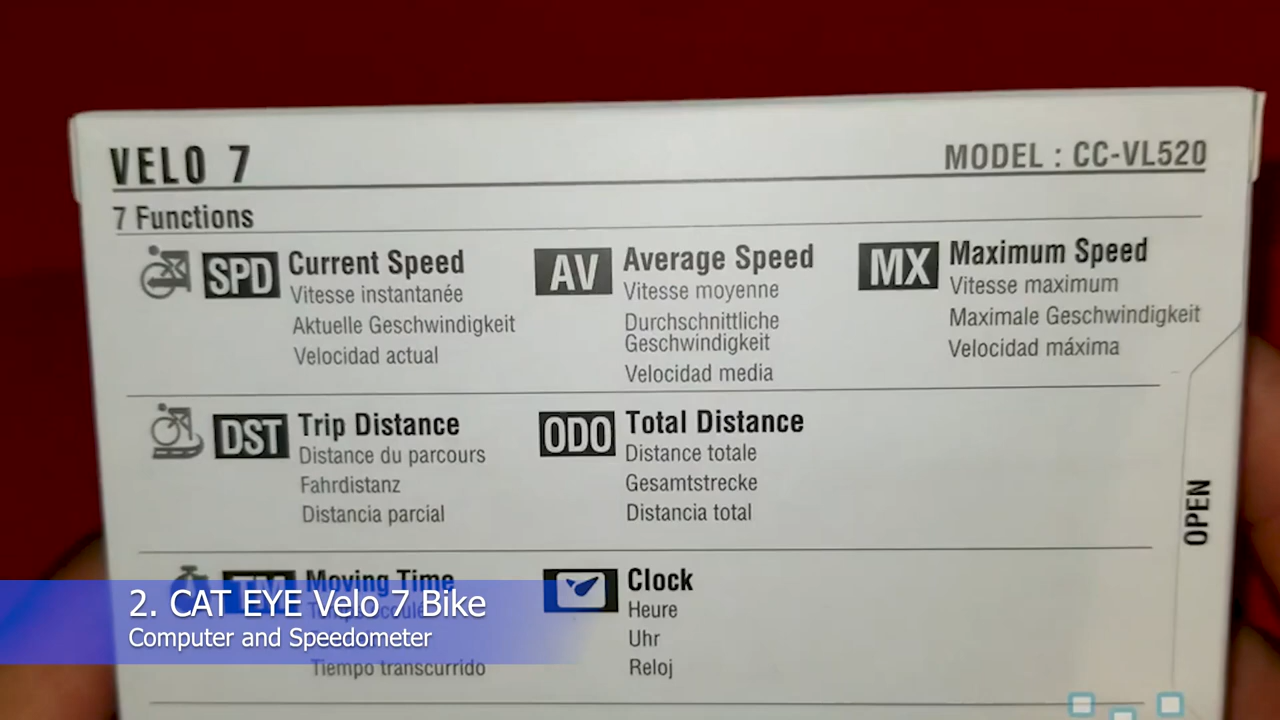 VELO 7
MODEL : CC-VL520
7 Functions
SPD
Current Speed
Vitesse instantanée
Aktuelle Geschwindigkeit
Velocidad actual
AV
Average Speed
Vitesse moyenne
Durchschnittliche
Geschwindigkeit
Velocidad media
MX
Maximum Speed
Vitesse maximum
Maximale Geschwindigkeit
Velocidad máxima
DST
Trip Distance
Distance du parcours
Fahrdistanz
Distancia parcial
ODO
Total Distance
Distance totale
Gesamtstrecke
Distancia total
OPEN
TM
Moving Time
Tiempo transcurrido
Clock
Heure
Uhr
Reloj
2. CAT EYE Velo 7 Bike
Computer and Speedometer